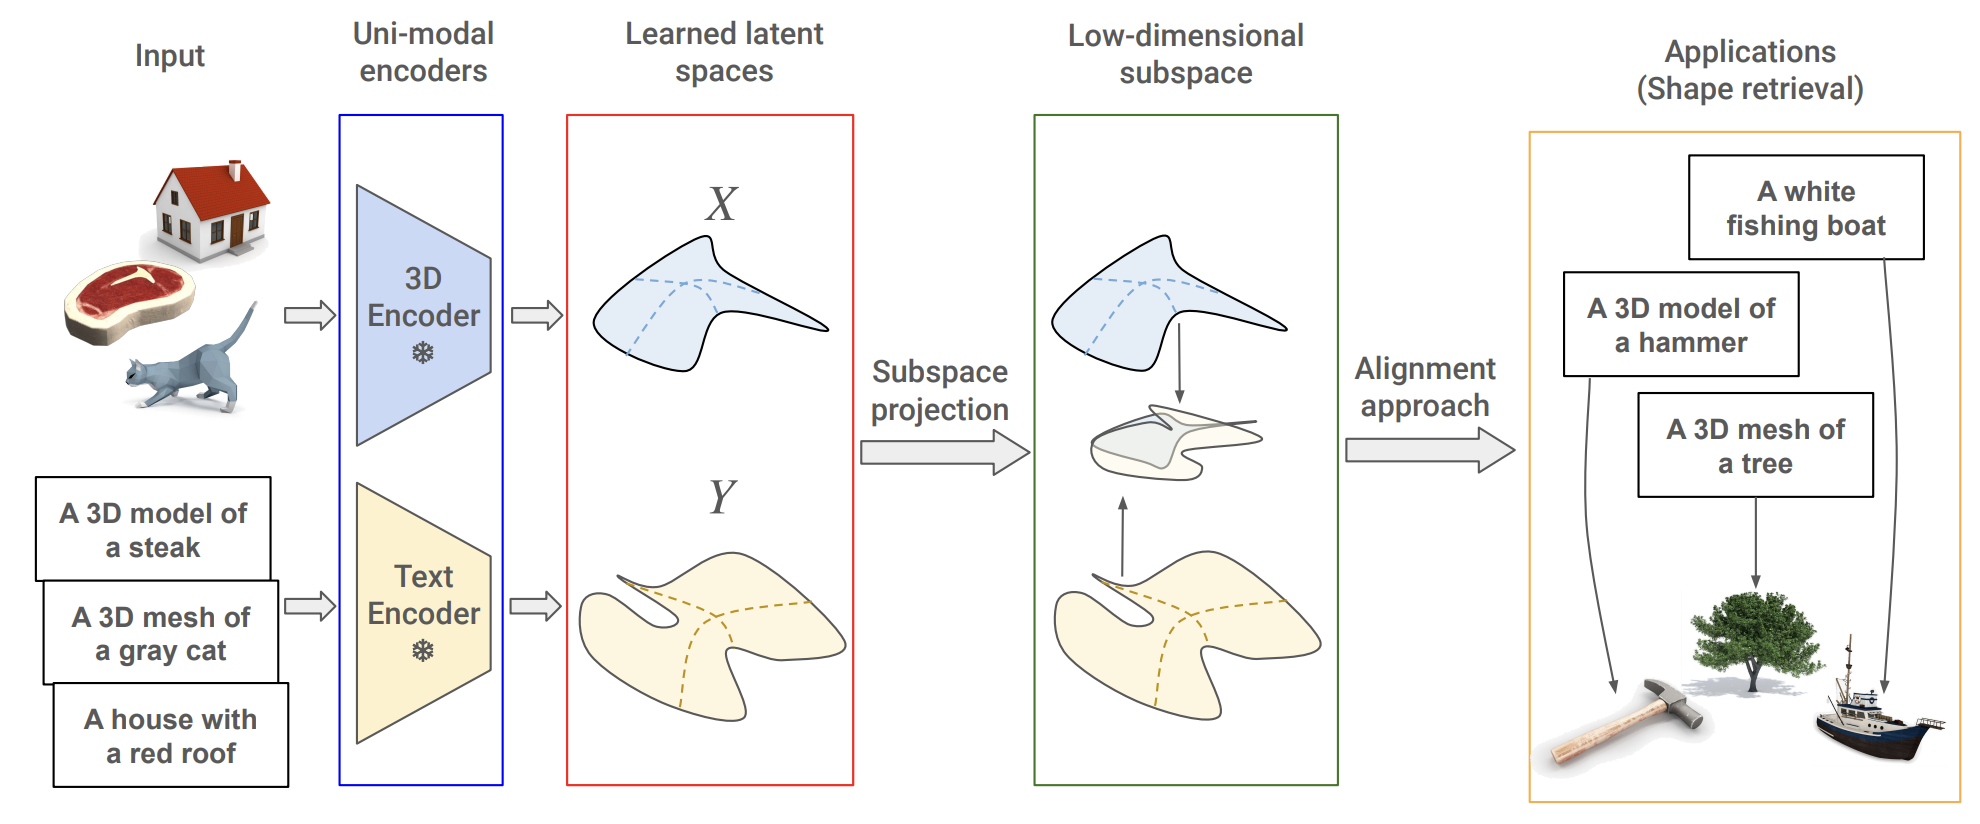 Input
Uni-modal
encoders
Learned latent
spaces
Low-dimensional
subspace
Applications
(Shape retrieval)
3D
Encoder
Text
Encoder
X
Y
Subspace
projection
Alignment
approach
A 3D model of
a steak
A 3D mesh of
a gray cat
A house with
a red roof
A white
fishing boat
A 3D model of
a hammer
A 3D mesh of
a tree